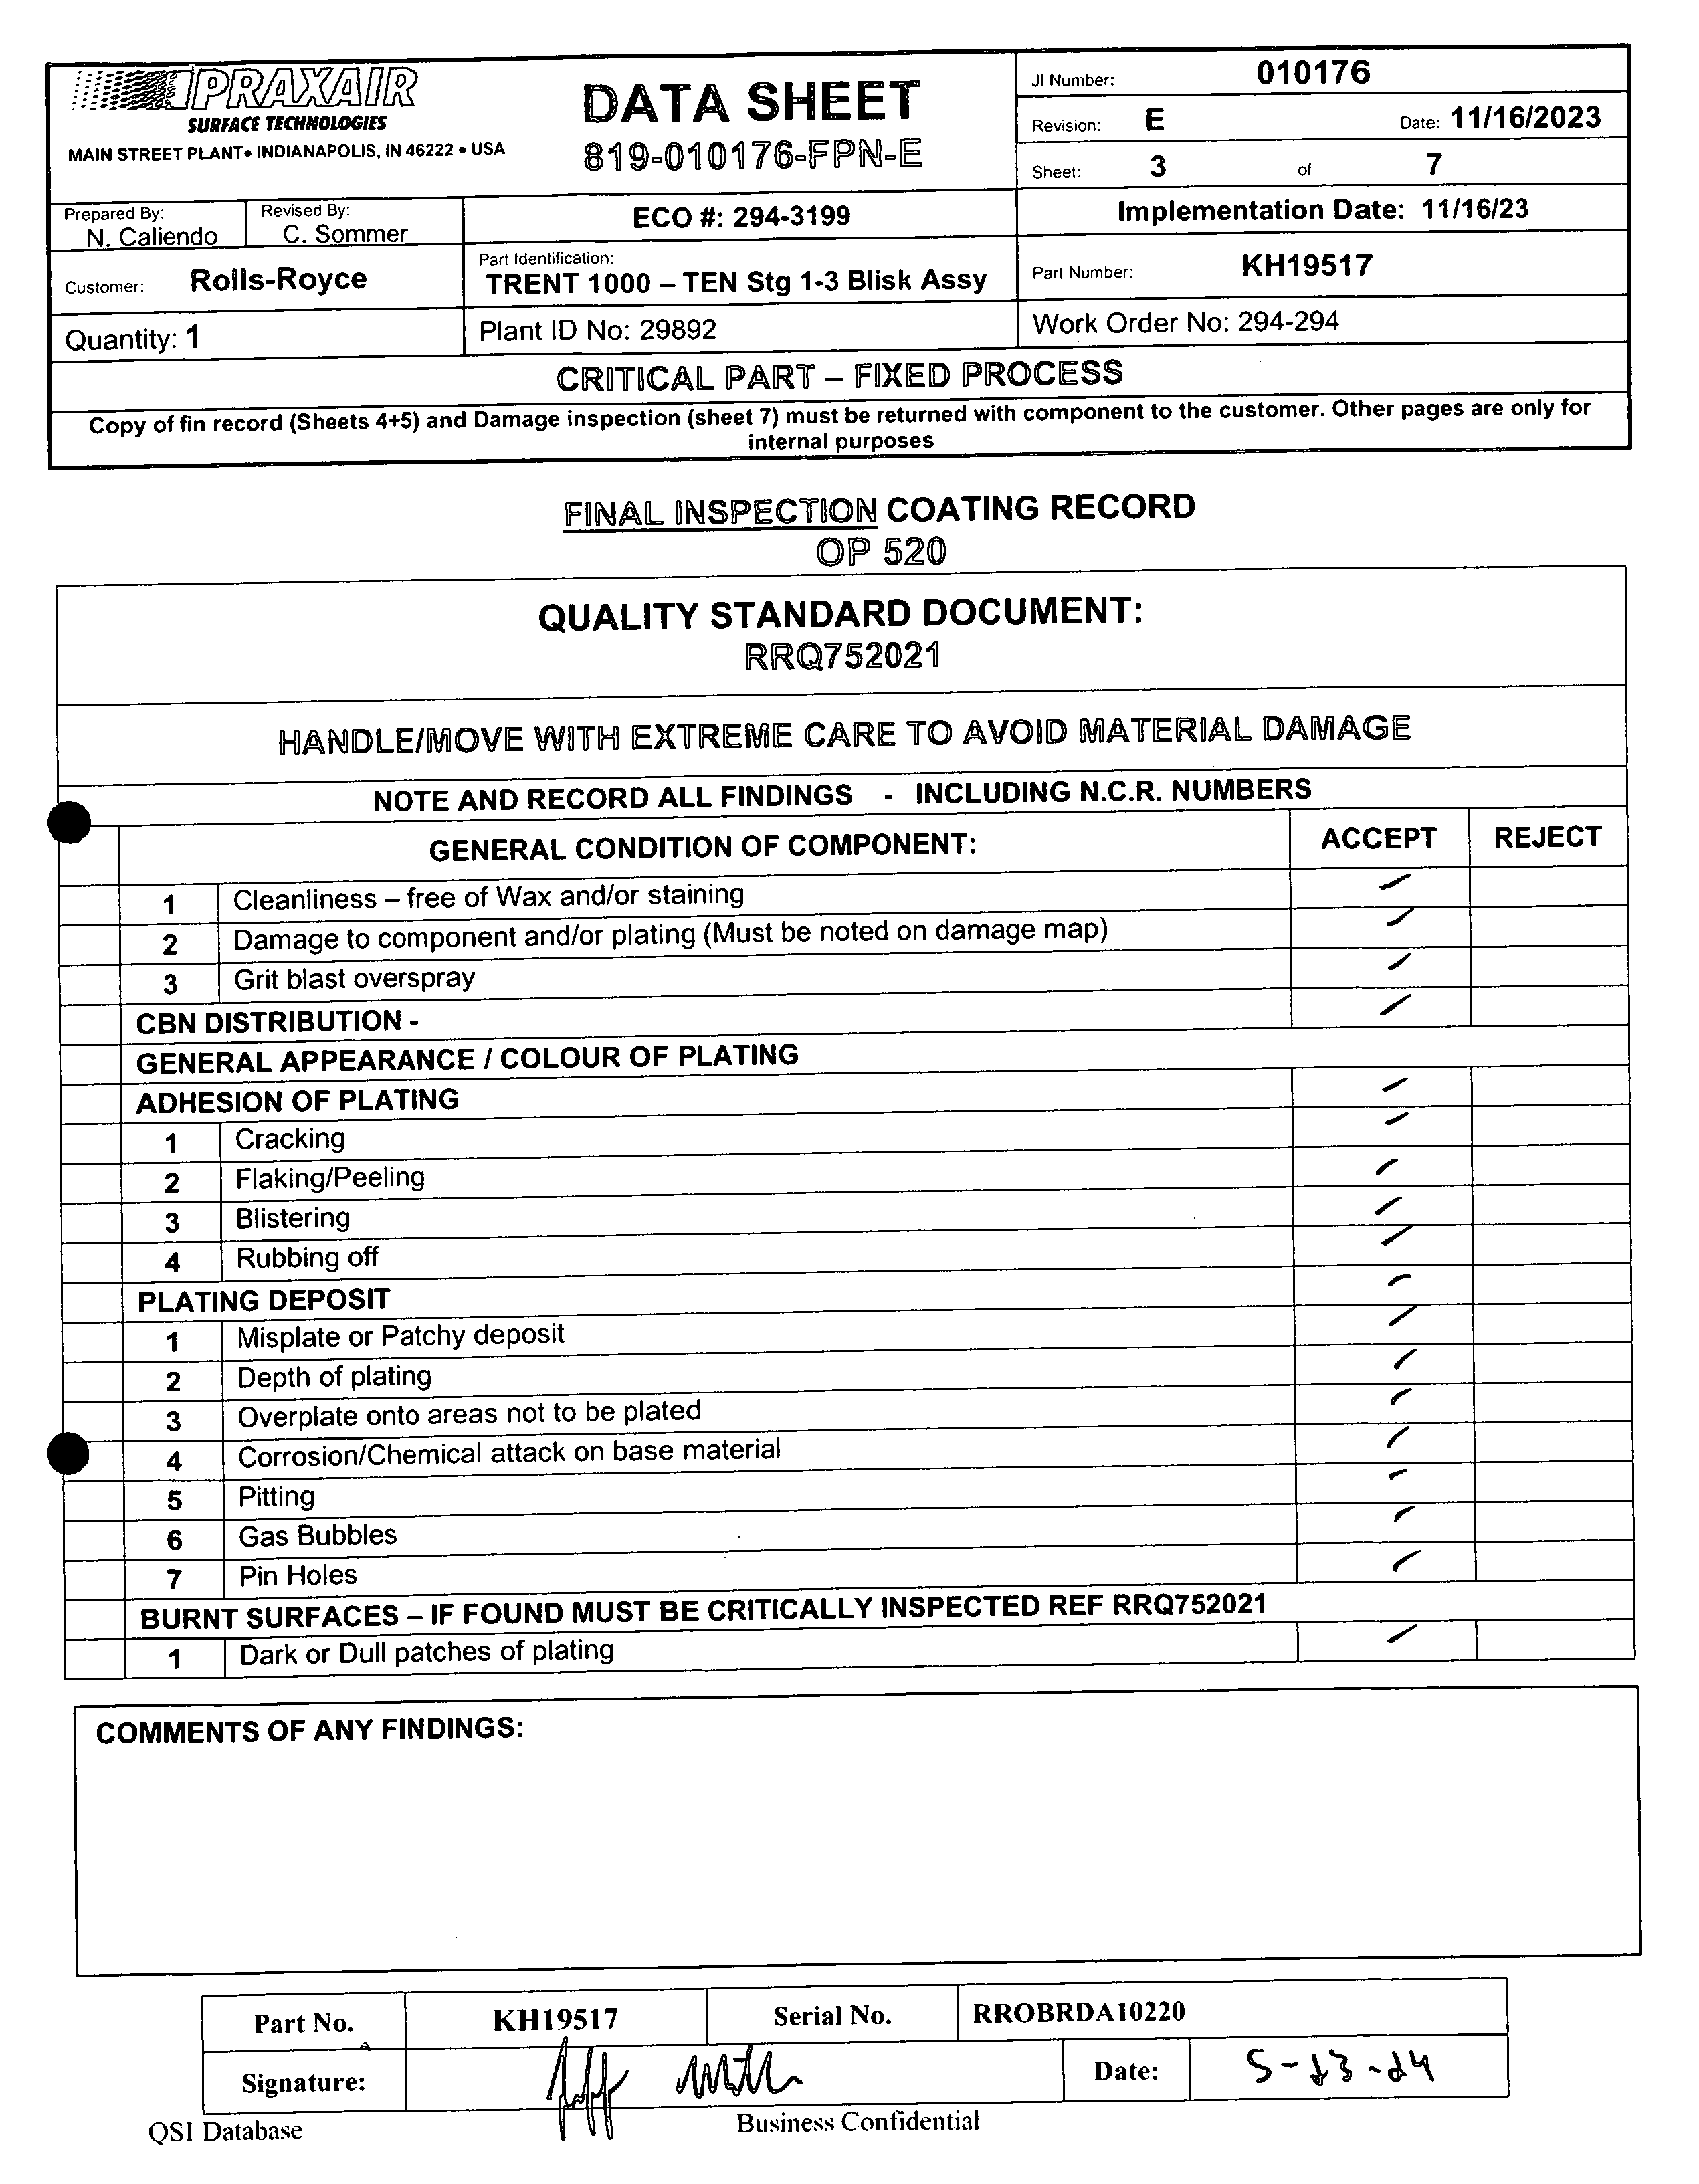 PRAXAIR
SURFACE TECHNOLOGIES
MAIN STREET PLANT• INDIANAPOLIS, IN 46222 • USA
DATA SHEET
819-010176-FPN-E
JI Number: 010176
Revision: E Date: 11/16/2023
Sheet: 3 of 7
Prepared By: N. Caliendo
Revised By: C. Sommer
ECO #: 294-3199
Implementation Date: 11/16/23
Customer: Rolls-Royce
Part Identification: TRENT 1000 – TEN Stg 1-3 Blisk Assy
Part Number: KH19517
Quantity: 1
Plant ID No: 29892
Work Order No: 294-294
CRITICAL PART – FIXED PROCESS
Copy of fin record (Sheets 4+5) and Damage inspection (sheet 7) must be returned with component to the customer. Other pages are only for
internal purposes
FINAL INSPECTION COATING RECORD
OP 520
QUALITY STANDARD DOCUMENT:
RRQ752021
HANDLE/MOVE WITH EXTREME CARE TO AVOID MATERIAL DAMAGE
NOTE AND RECORD ALL FINDINGS - INCLUDING N.C.R. NUMBERS
GENERAL CONDITION OF COMPONENT: ACCEPT REJECT
1 Cleanliness – free of Wax and/or staining
2 Damage to component and/or plating (Must be noted on damage map)
3 Grit blast overspray
CBN DISTRIBUTION -
GENERAL APPEARANCE / COLOUR OF PLATING
ADHESION OF PLATING
1 Cracking
2 Flaking/Peeling
3 Blistering
4 Rubbing off
PLATING DEPOSIT
1 Misplate or Patchy deposit
2 Depth of plating
3 Overplate onto areas not to be plated
4 Corrosion/Chemical attack on base material
5 Pitting
6 Gas Bubbles
7 Pin Holes
BURNT SURFACES – IF FOUND MUST BE CRITICALLY INSPECTED REF RRQ752021
1 Dark or Dull patches of plating
COMMENTS OF ANY FINDINGS:
Part No. KH19517 Serial No. RROBRDA10220
Signature: Date: 5-23-24
QSI Database
Business Confidential